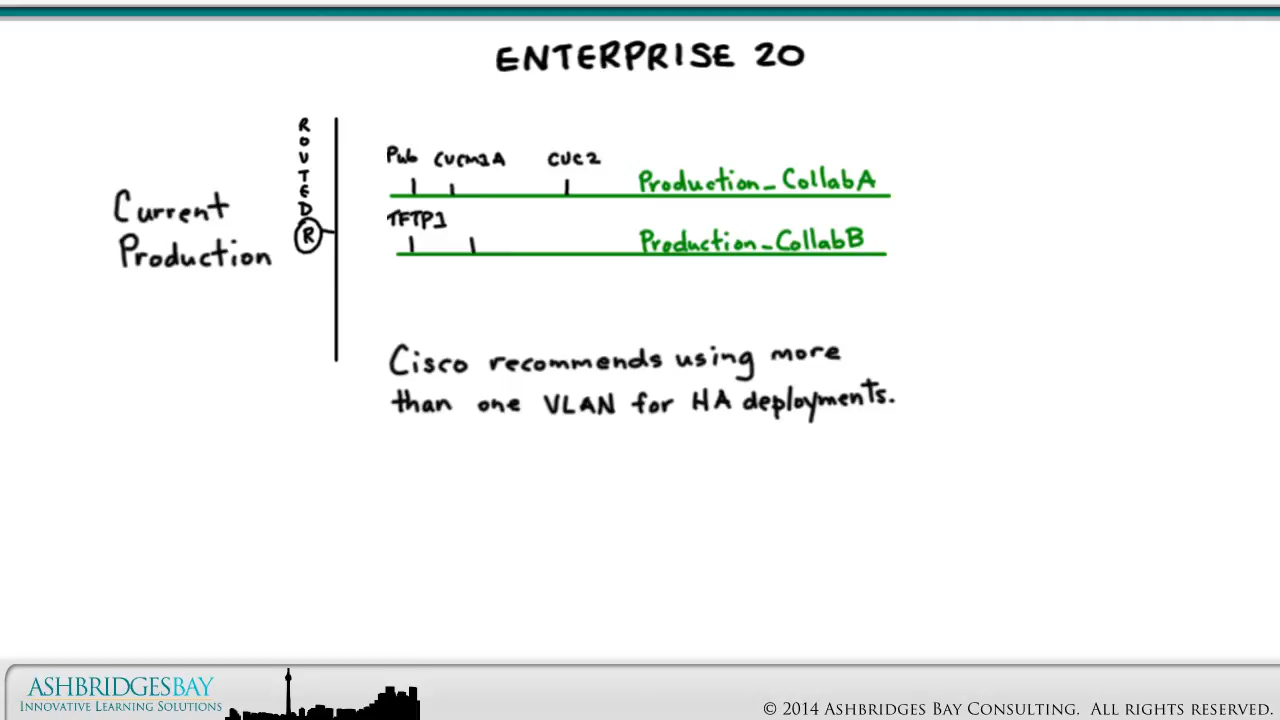 ENTERPRISE 20
ROUTED
R
Current
Production
Pub CUCM1A CUC2 Production_CollabA
TFTP1 Production_CollabB
Cisco recommends using more
than one VLAN for HA deployments.
ASHBRIDGESBAY
INNOVATIVE LEARNING SOLUTIONS
© 2014 ASHBRIDGES BAY CONSULTING. ALL RIGHTS RESERVED.